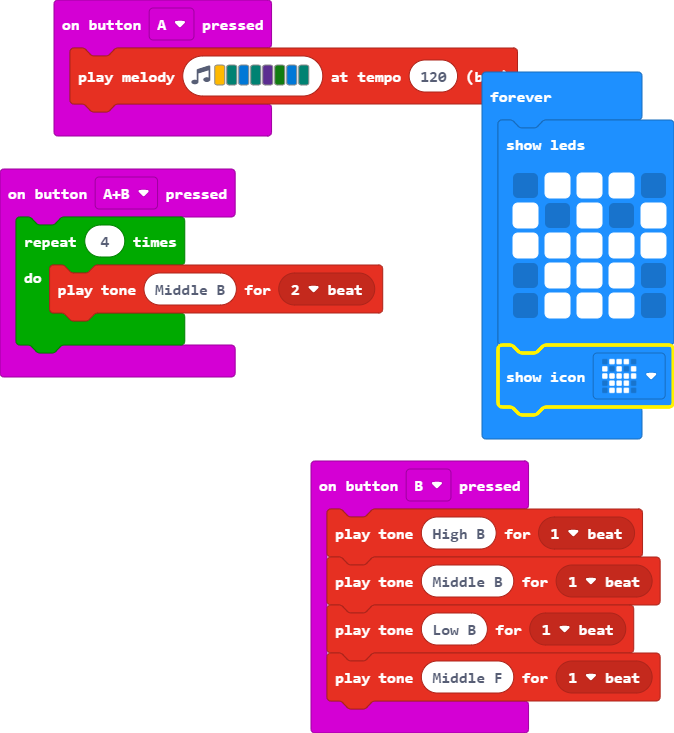 on button A pressed
play melody at tempo 120
forever
show leds
on button A+B pressed
repeat 4 times
do
play tone Middle B for 2 beat
show icon
on button B pressed
play tone High B for 1 beat
play tone Middle B for 1 beat
play tone Low B for 1 beat
play tone Middle F for 1 beat